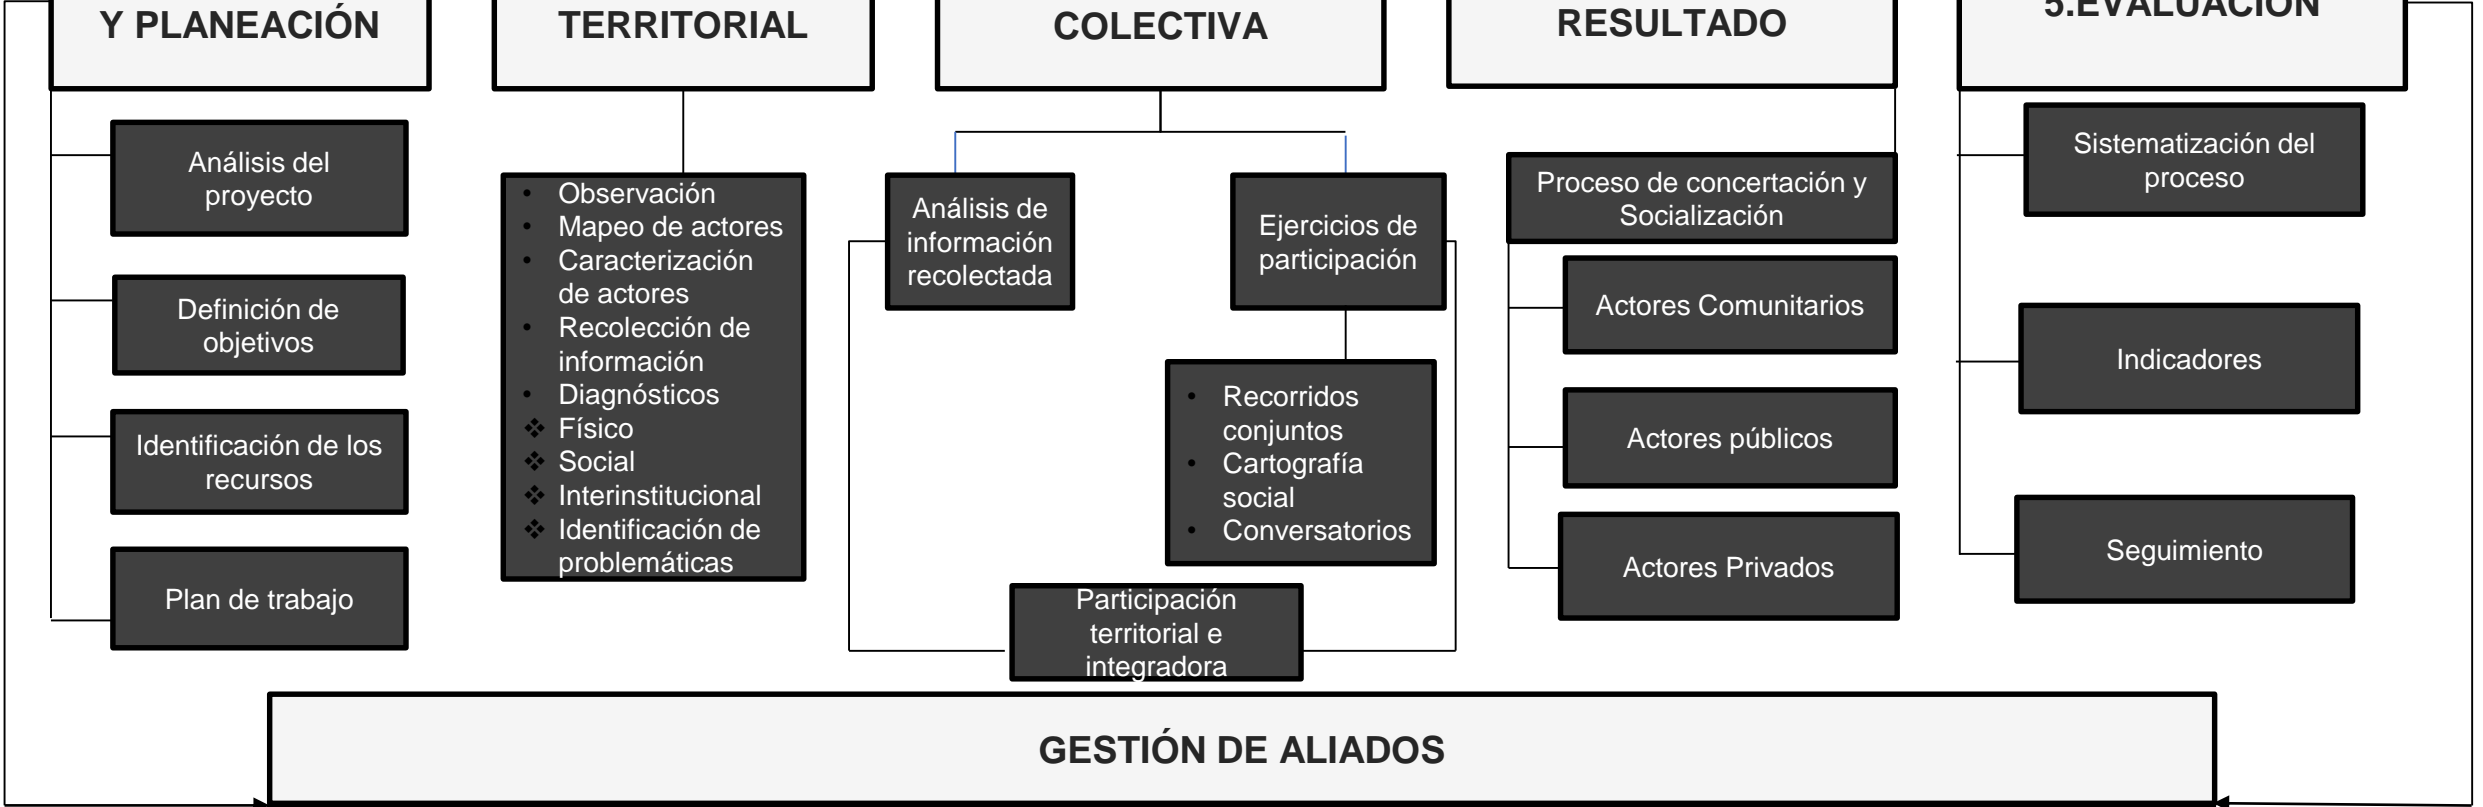 Y PLANEACIÓN
Análisis del
proyecto
Definición de
objetivos
Identificación de los
recursos
Plan de trabajo
TERRITORIAL
• Observación
• Mapeo de actores
• Caracterización
de actores
• Recolección de
información
• Diagnósticos
❖ Físico
❖ Social
❖ Interinstitucional
❖ Identificación de
problemáticas
COLECTIVA
Análisis de
información
recolectada
Ejercicios de
participación
• Recorridos
conjuntos
• Cartografía
social
• Conversatorios
Participación
territorial e
integradora
RESULTADO
Proceso de concertación y
Socialización
Actores Comunitarios
Actores públicos
Actores Privados
5.EVALUACIÓN
Sistematización del
proceso
Indicadores
Seguimiento
GESTIÓN DE ALIADOS